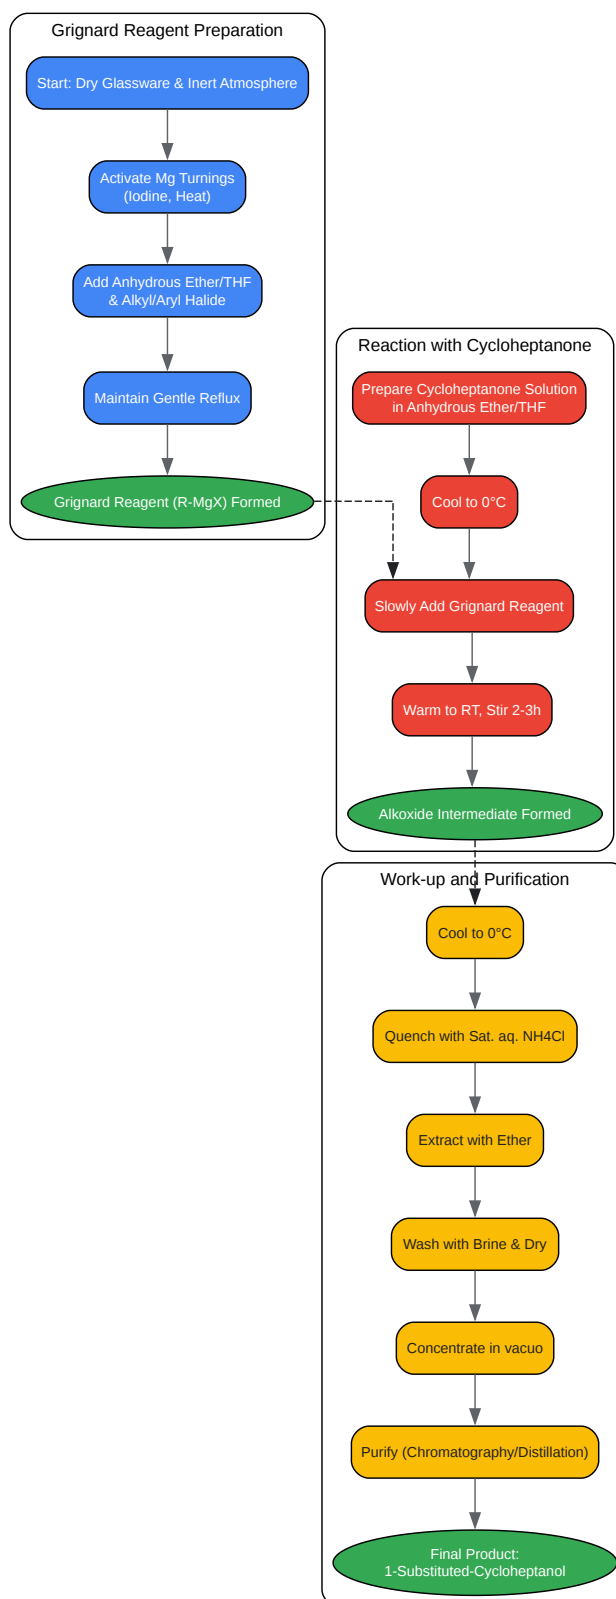 Grignard Reagent Preparation
Start: Dry Glassware & Inert Atmosphere
Activate Mg Turnings
(Iodine, Heat)
Add Anhydrous Ether/THF
& Alkyl/Aryl Halide
Maintain Gentle Reflux
Grignard Reagent (R-MgX) Formed
Reaction with Cycloheptanone
Prepare Cycloheptanone Solution
in Anhydrous Ether/THF
Cool to 0°C
Slowly Add Grignard Reagent
Warm to RT, Stir 2-3h
Alkoxide Intermediate Formed
Work-up and Purification
Cool to 0°C
Quench with Sat. aq. NH4Cl
Extract with Ether
Wash with Brine & Dry
Concentrate in vacuo
Purify (Chromatography/Distillation)
Final Product:
1-Substituted-Cycloheptanol